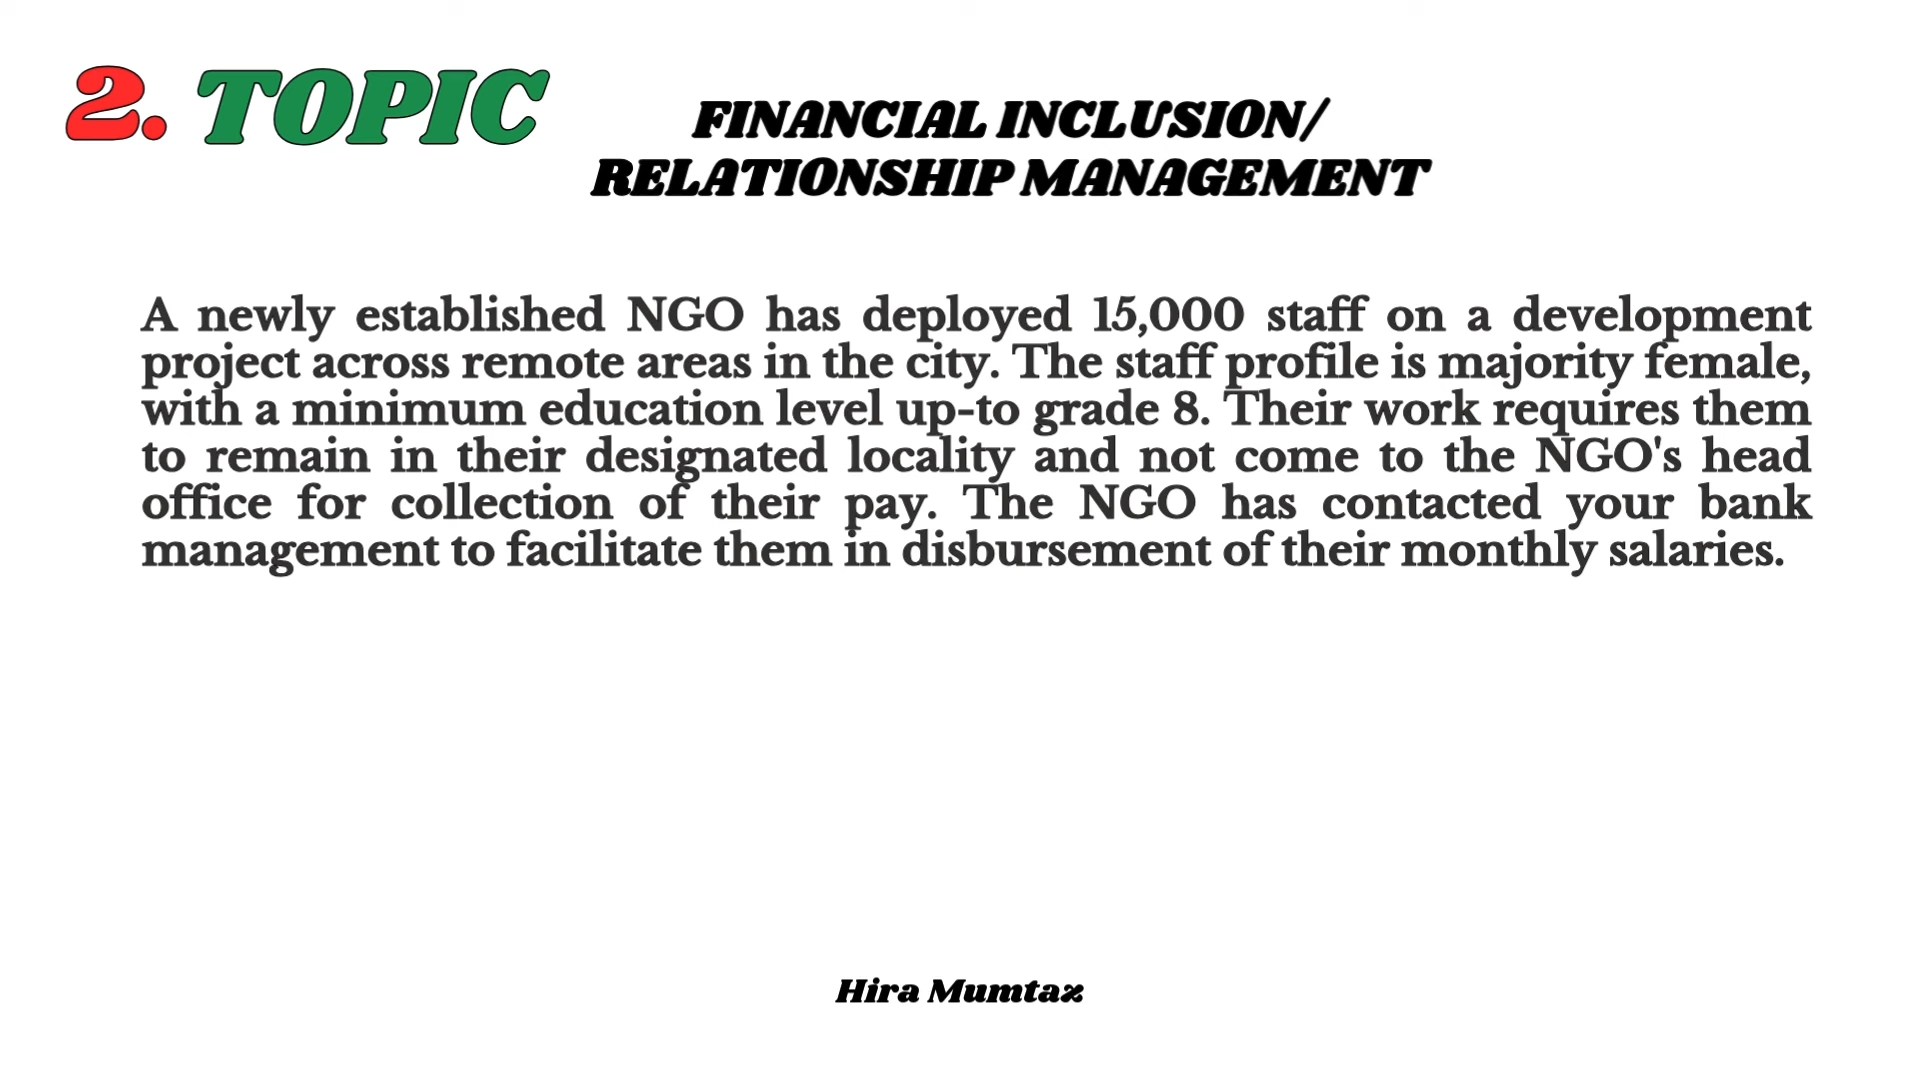 2. TOPIC
FINANCIAL INCLUSION/
RELATIONSHIP MANAGEMENT
A newly established NGO has deployed 15,000 staff on a development
project across remote areas in the city. The staff profile is majority female,
with a minimum education level up-to grade 8. Their work requires them
to remain in their designated locality and not come to the NGO's head
office for collection of their pay. The NGO has contacted your bank
management to facilitate them in disbursement of their monthly salaries.
Hira Mumtaz